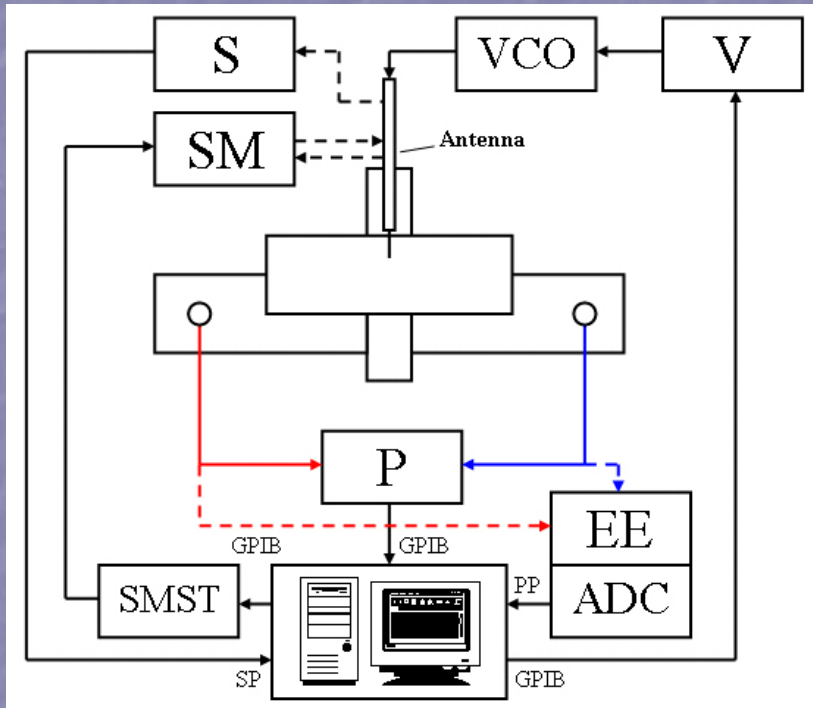 S
VCO
V
SM
Antenna
P
EE
GPIB
GPIB
SMST
PP
ADC
SP
GPIB